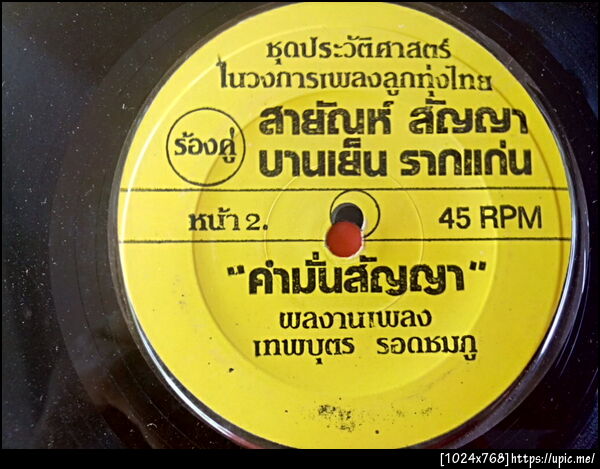 ชุดประวัติศาสตร์
ในวงการเพลงลูกทุ่งไทย
ร้องคู่
สายัณห์ สัญญา
บานเย็น รากแก่น
หน้า 2.
45 RPM
"คำมั่นสัญญา"
ผลงานเพลง
เทพบุตร รอดชมภู
[1024x768]https://upic.me/